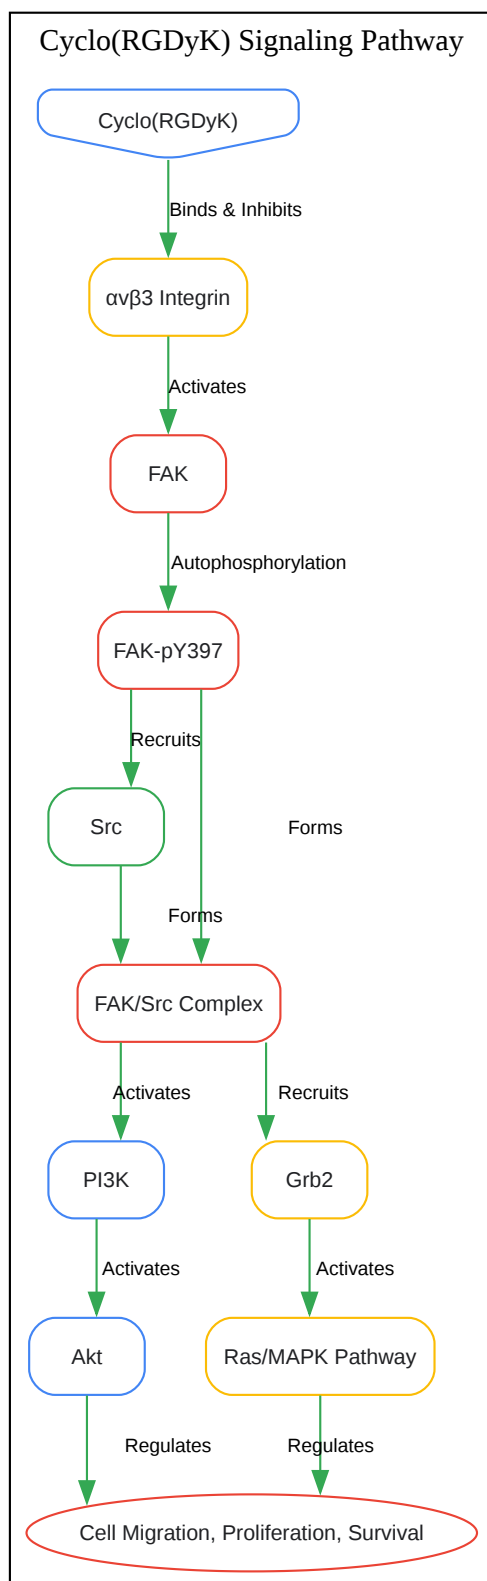 Cyclo(RGDyK) Signaling Pathway
Cyclo(RGDyK)
Binds & Inhibits
αvβ3 Integrin
Activates
FAK
Autophosphorylation
FAK-pY397
Recruits
Src
Forms
Forms
FAK/Src Complex
Activates
Recruits
PI3K
Grb2
Activates
Activates
Akt
Ras/MAPK Pathway
Regulates
Regulates
Cell Migration, Proliferation, Survival